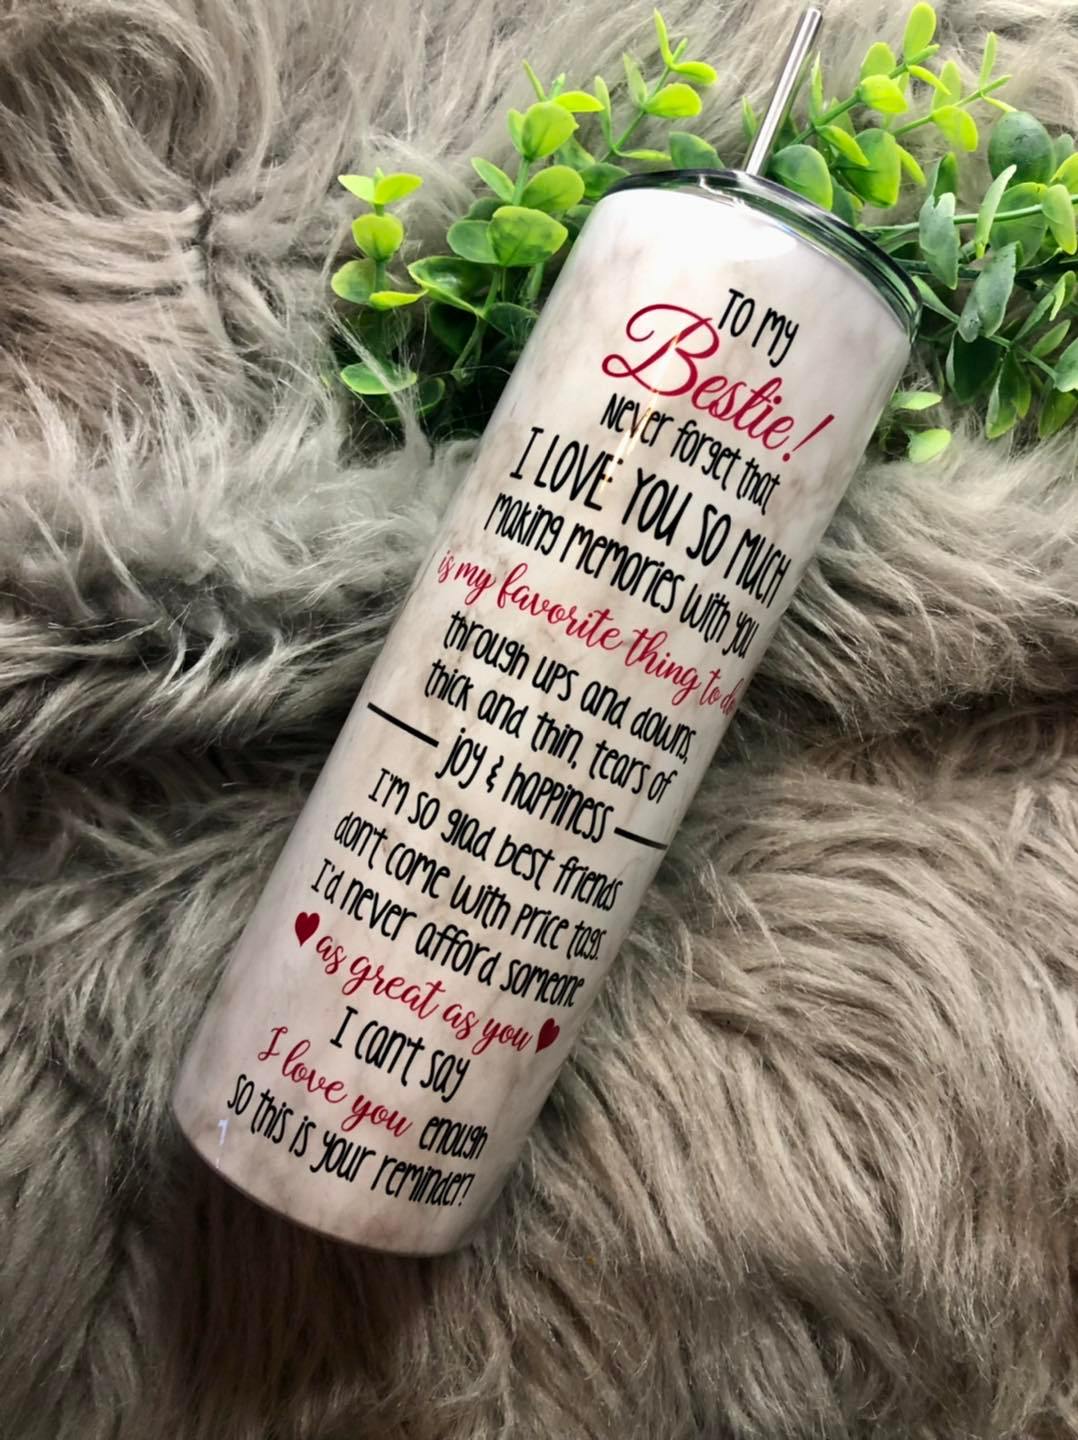 TO my
Bestie!
Never forget that
I LOVE YOU SO MUCH
making memories with you
is my favorite thing to do
through ups and downs,
thick and thin, tears of
joy & happiness
I'm so glad best friends
don't come with price tags.
I'd never afford someone
as great as you
I can't say
I love you enough
so this is your reminder!